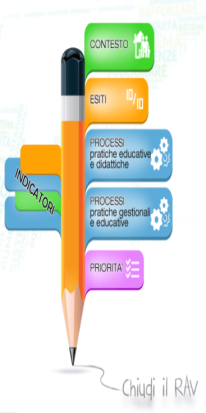 CONTESTO
ESITI 10/10
PROCESSI
pratiche educative
e didattiche
INDICATORI
PROCESSI
pratiche gestionali
e educative
PRIORITA'
Chiudi il RAV